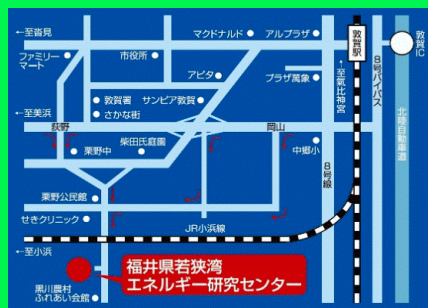 ←至沓見
マクドナルド
アルプラザ
敦賀駅
敦賀IC
ファミリー
マート
市役所
アピタ
プラザ萬象
至氣比神宮
8号バイパス
敦賀署
サンピア敦賀
さかな街
←至美浜
荻野
岡山
北陸自動車道
柴田氏庭園
粟野中
中郷小
8号線
粟野公民館
せきクリニック
JR小浜線
←至小浜
福井県若狭湾
エネルギー研究センター
黒川農村
ふれあい会館